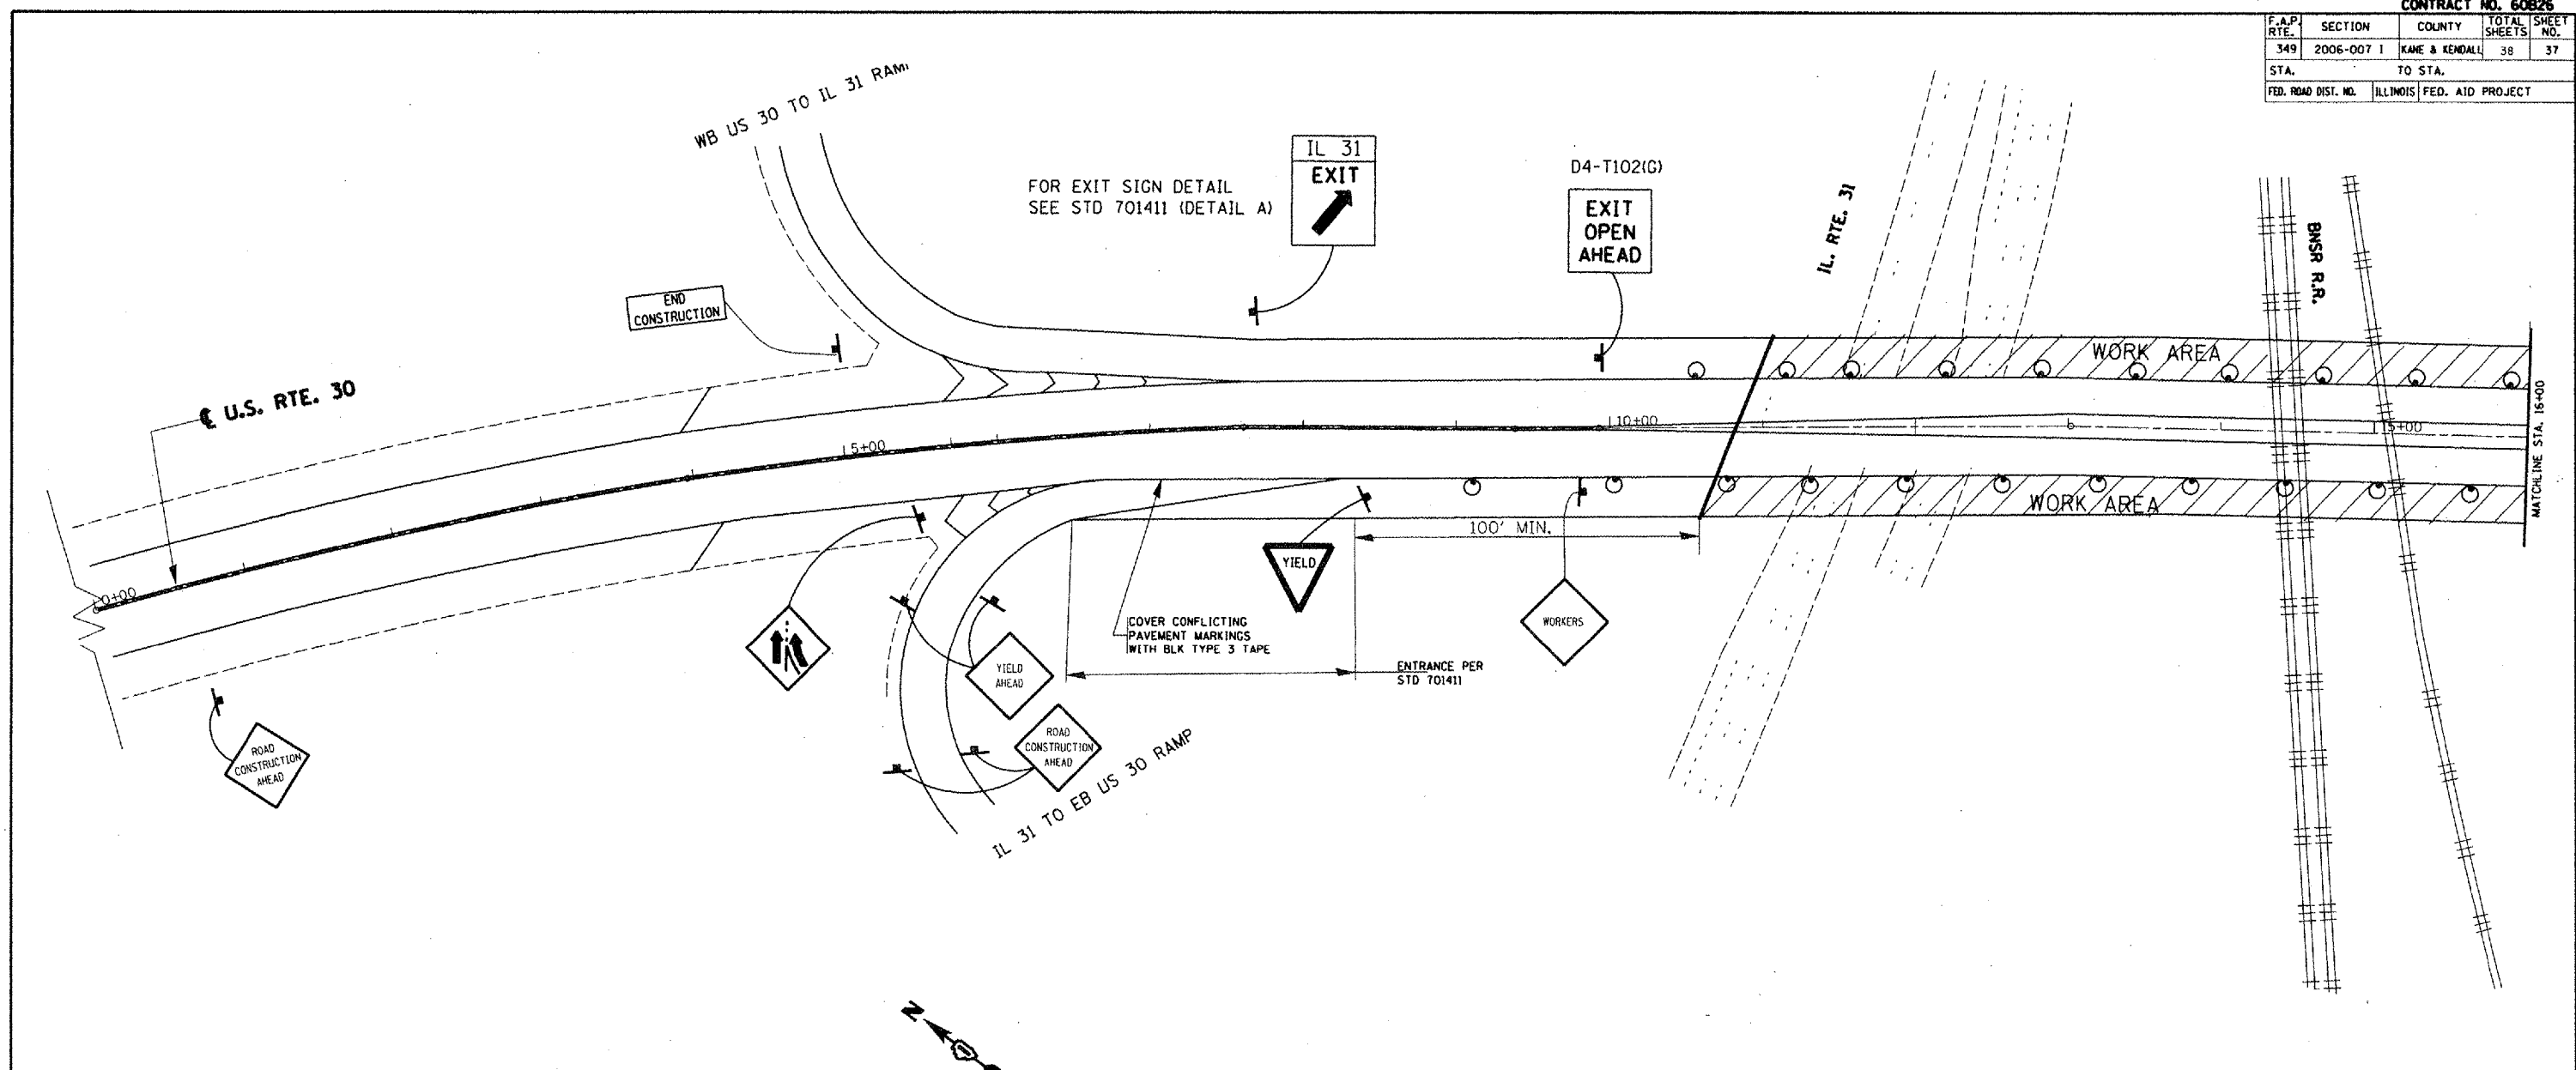 CONTRACT NO. 60B26
F.A.P. RTE. SECTION COUNTY TOTAL SHEETS SHEET NO.
349 2006-007 I KANE & KENDALL 38 37
STA. TO STA.
FED. ROAD DIST. NO. ILLINOIS FED. AID PROJECT
WB US 30 TO IL 31 RAMP
FOR EXIT SIGN DETAIL
SEE STD 701411 (DETAIL A)
IL 31
EXIT
D4-T102(G)
EXIT
OPEN
AHEAD
IL. RTE. 31
BNSR R.R.
END
CONSTRUCTION
℄ U.S. RTE. 30
WORK AREA
0+00
5+00
10+00
15+00
MATCHLINE STA. 16+00
WORK AREA
100' MIN.
YIELD
WORKERS
COVER CONFLICTING
PAVEMENT MARKINGS
WITH BLK TYPE 3 TAPE
ENTRANCE PER
STD 701411
YIELD
AHEAD
ROAD
CONSTRUCTION
AHEAD
ROAD
CONSTRUCTION
AHEAD
IL 31 TO EB US 30 RAMP
N